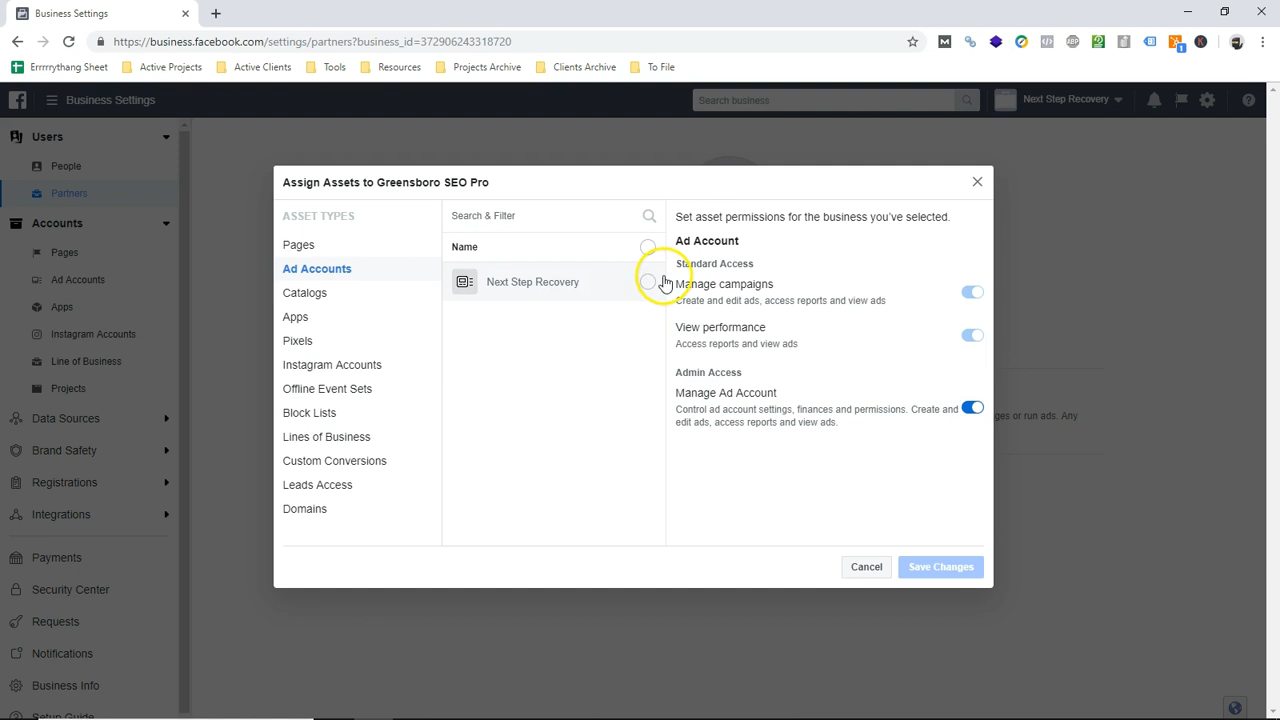 Business Settings
https://business.facebook.com/settings/partners?business_id=372906243318720
Errrrrythang Sheet
Active Projects
Active Clients
Tools
Resources
Projects Archive
Clients Archive
To File
Business Settings
Search business
Next Step Recovery
Users
People
Partners
Accounts
Pages
Ad Accounts
Apps
Instagram Accounts
Line of Business
Projects
Data Sources
Brand Safety
Registrations
Integrations
Payments
Security Center
Requests
Notifications
Business Info
Setup Guide
Assign Assets to Greensboro SEO Pro
ASSET TYPES
Pages
Ad Accounts
Catalogs
Apps
Pixels
Instagram Accounts
Offline Event Sets
Block Lists
Lines of Business
Custom Conversions
Leads Access
Domains
Search & Filter
Name
Next Step Recovery
Set asset permissions for the business you've selected.
Ad Account
Standard Access
Manage campaigns
Create and edit ads, access reports and view ads
View performance
Access reports and view ads
Admin Access
Manage Ad Account
Control ad account settings, finances and permissions. Create and
edit ads, access reports and view ads.
ges or run ads. Any
Cancel
Save Changes